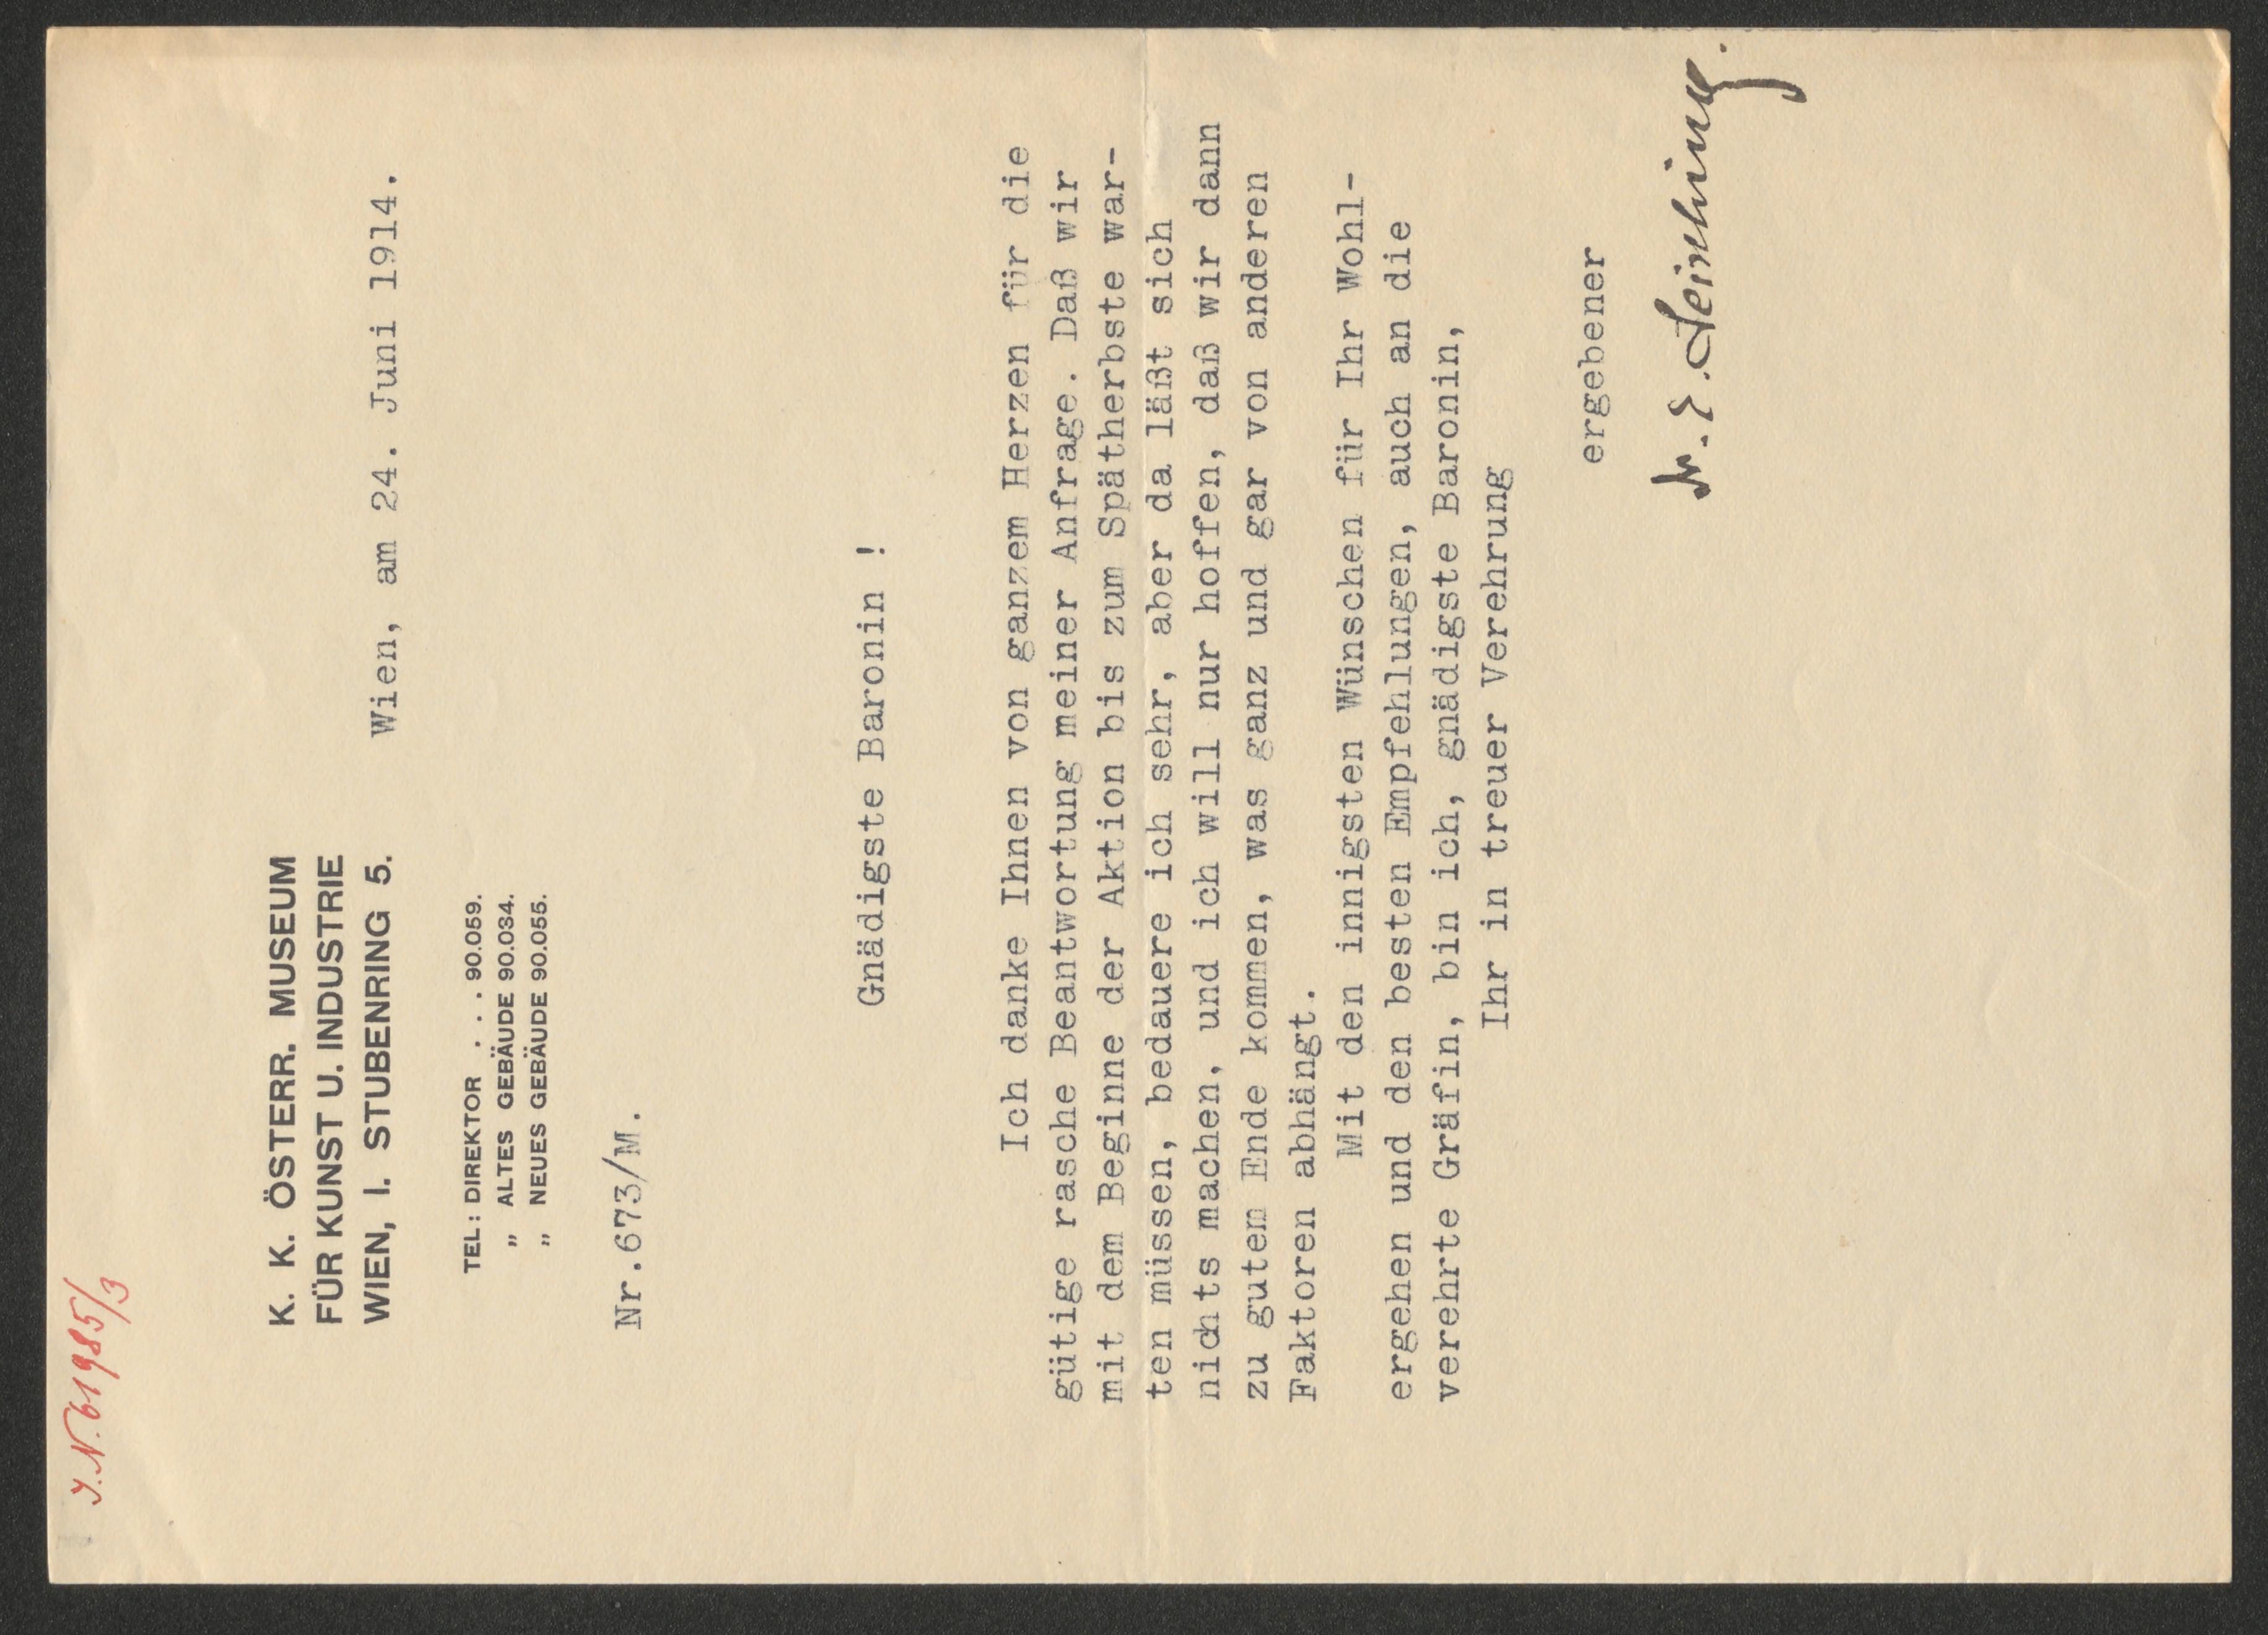 J.N. 61985/3
K. K. ÖSTERR. MUSEUM
FÜR KUNST U. INDUSTRIE
WIEN, I. STUBENRING 5.
Wien, am 24. Juni 1914.
TEL: DIREKTOR . . . 90.059.
„ ALTES GEBÄUDE 90.034.
„ NEUES GEBÄUDE 90.055.
Nr.673/M.
Gnädigste Baronin !
Ich danke Ihnen von ganzem Herzen für die
gütige rasche Beantwortung meiner Anfrage. Daß wir
mit dem Beginne der Aktion bis zum Spätherbste war-
ten müssen, bedauere ich sehr, aber da läßt sich
nichts machen, und ich will nur hoffen, daß wir dann
zu gutem Ende kommen, was ganz und gar von anderen
Faktoren abhängt.
Mit den innigsten Wünschen für Ihr Wohl-
ergehen und den besten Empfehlungen, auch an die
verehrte Gräfin, bin ich, gnädigste Baronin,
Ihr in treuer Verehrung
ergebener
Dr. E. Leisching.